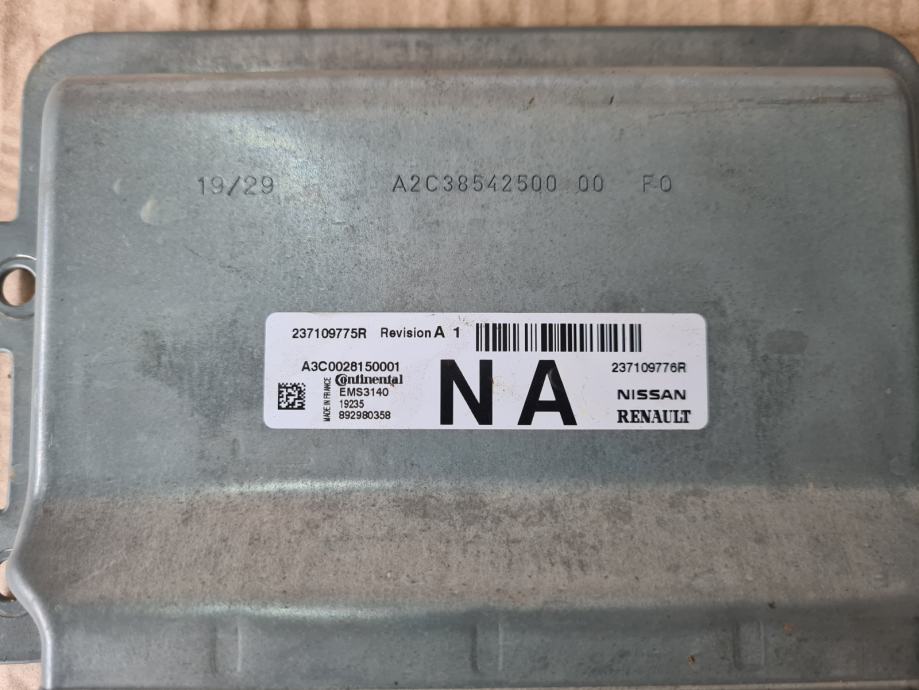 19/29 A2C38542500 00 F0
237109775R Revision A 1
A3C0028150001
Continental
MADE IN FRANCE
EMS3140
19235
892980358
NA
237109776R
NISSAN
RENAULT